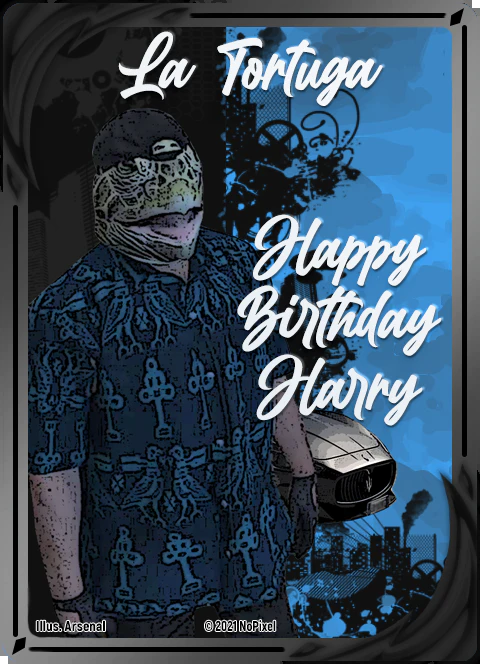 La Tortuga
Happy
Birthday
Harry
Illus. Arsenal
© 2021 NoPixel